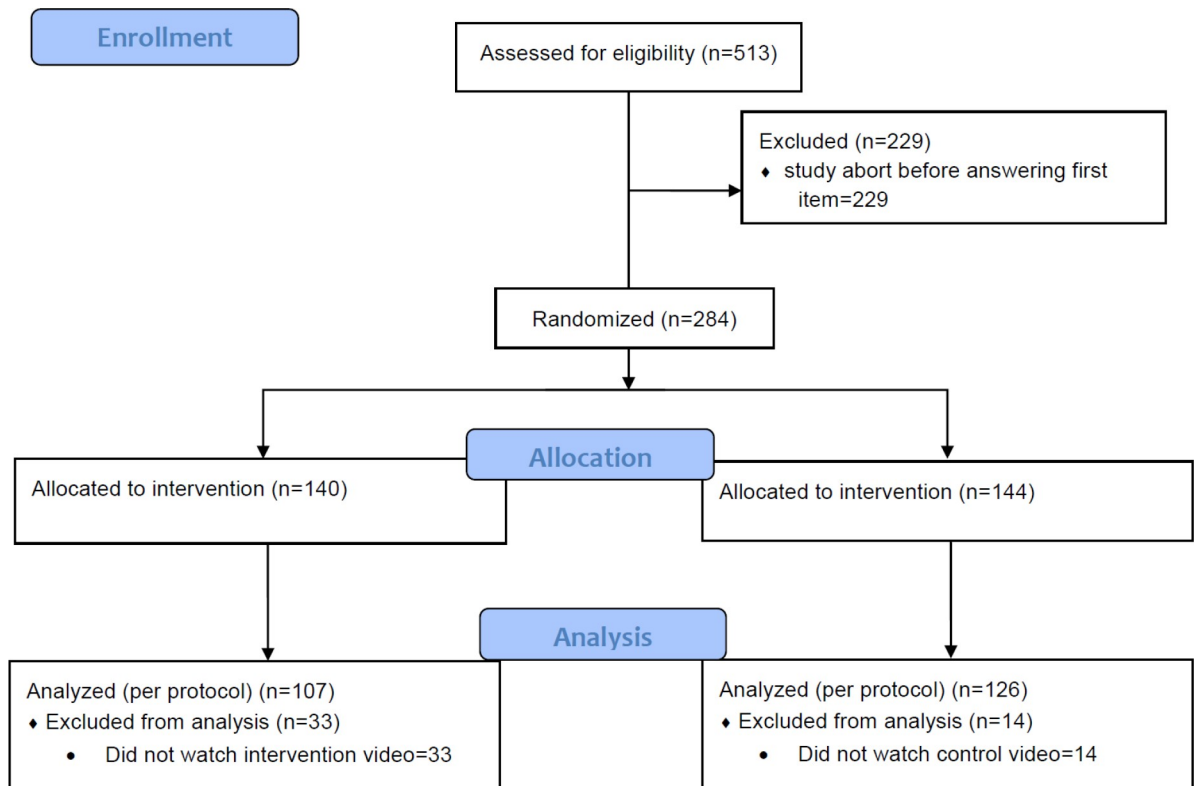 Enrollment
Assessed for eligibility (n=513)
Excluded (n=229)
♦ study abort before answering first
item=229
Randomized (n=284)
Allocation
Allocated to intervention (n=140)
Allocated to intervention (n=144)
Analysis
Analyzed (per protocol) (n=107)
♦ Excluded from analysis (n=33)
• Did not watch intervention video=33
Analyzed (per protocol) (n=126)
♦ Excluded from analysis (n=14)
• Did not watch control video=14